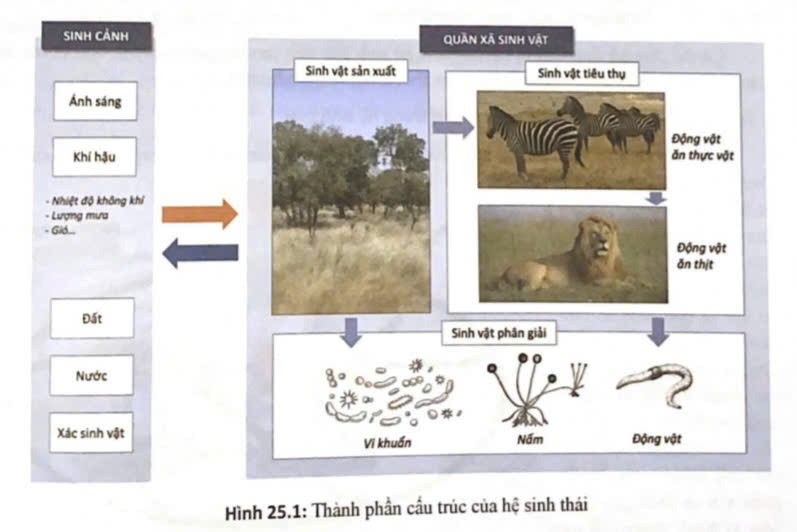 SINH CẢNH
Ánh sáng
Khí hậu
- Nhiệt độ không khí
- Lượng mưa
- Gió...
Đất
Nước
Xác sinh vật
QUẦN XÃ SINH VẬT
Sinh vật sản xuất
Sinh vật tiêu thụ
Động vật
ăn thực vật
Động vật
ăn thịt
Sinh vật phân giải
Vi khuẩn
Nấm
Động vật
Hình 25.1: Thành phần cấu trúc của hệ sinh thái